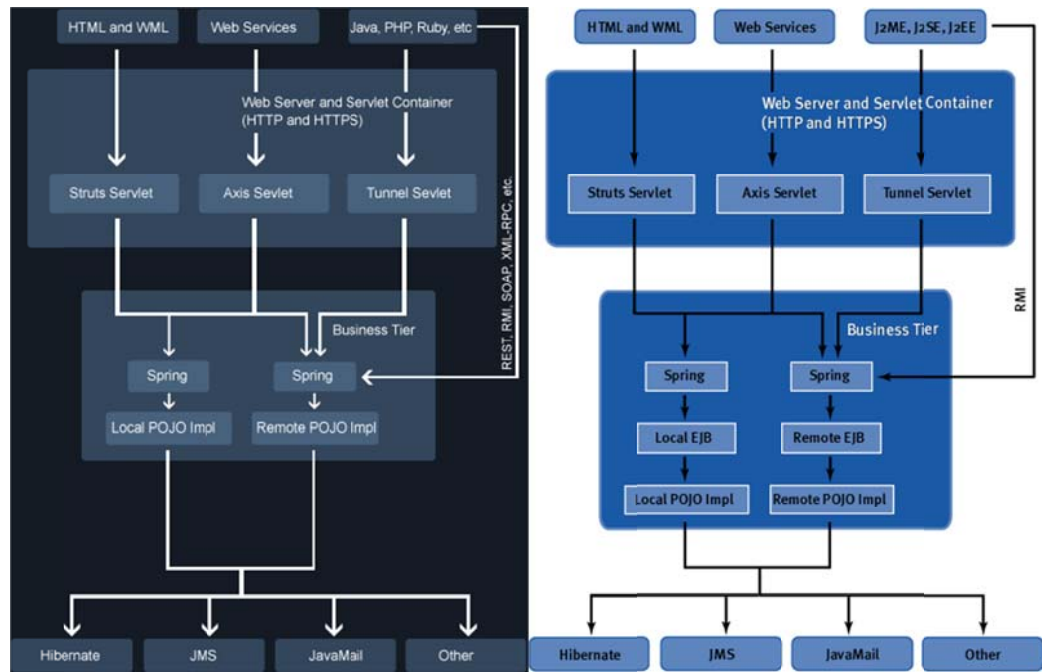 HTML and WML
Web Services
Java, PHP, Ruby, etc
Web Server and Servlet Container
(HTTP and HTTPS)
Struts Servlet
Axis Sevlet
Tunnel Sevlet
REST, RMI, SOAP, XML-RPC, etc.
Business Tier
Spring
Spring
Local POJO Impl
Remote POJO Impl
Hibernate
JMS
JavaMail
Other
HTML and WML
Web Services
J2ME, J2SE, J2EE
Web Server and Servlet Container
(HTTP and HTTPS)
Struts Servlet
Axis Servlet
Tunnel Servlet
RMI
Business Tier
Spring
Spring
Local EJB
Remote EJB
Local POJO Impl
Remote POJO Impl
Hibernate
JMS
JavaMail
Other